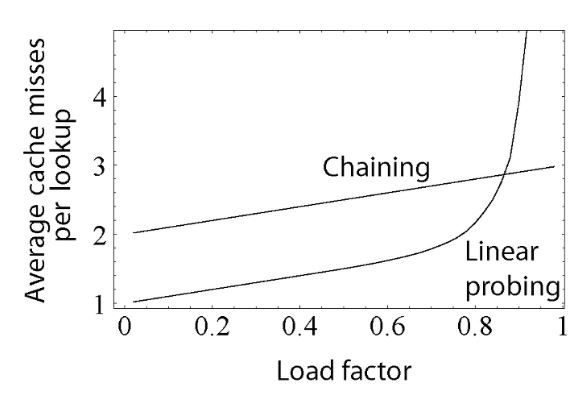 Average cache misses
per lookup
4
3
2
1
Chaining
Linear
probing
0
0.2
0.4
0.6
0.8
1
Load factor